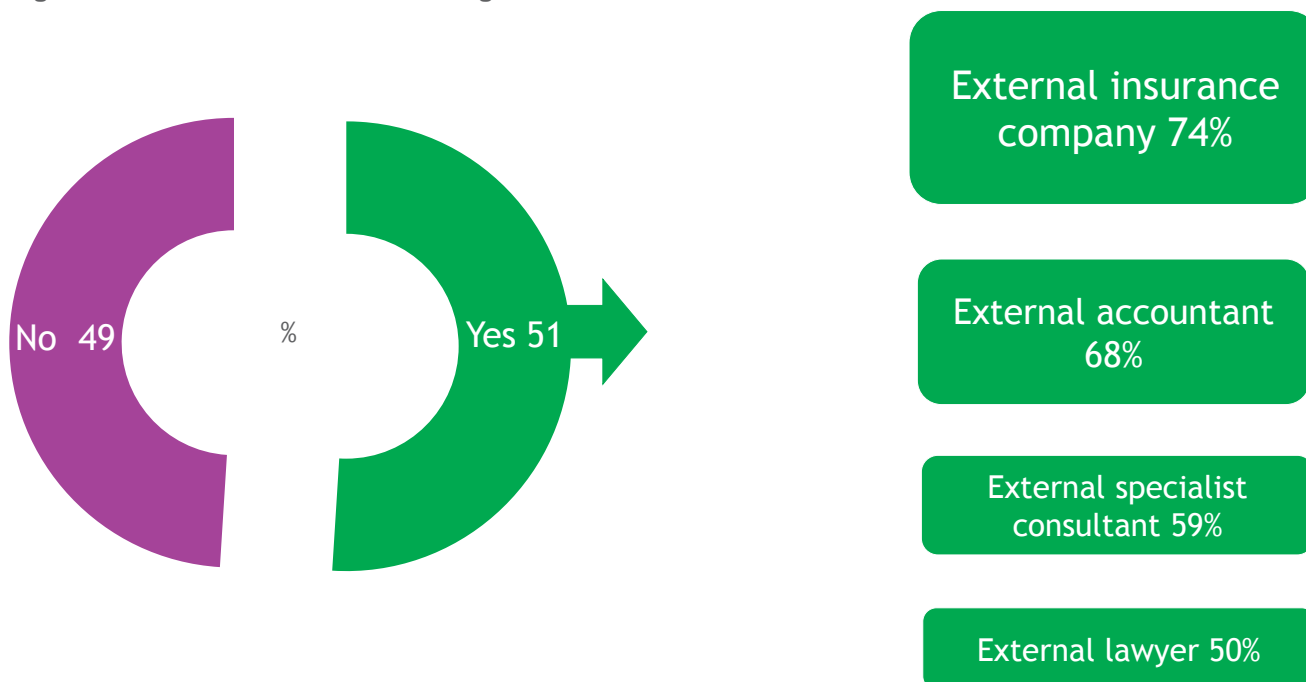 No 49
%
Yes 51
External insurance
company 74%
External accountant
68%
External specialist
consultant 59%
External lawyer 50%